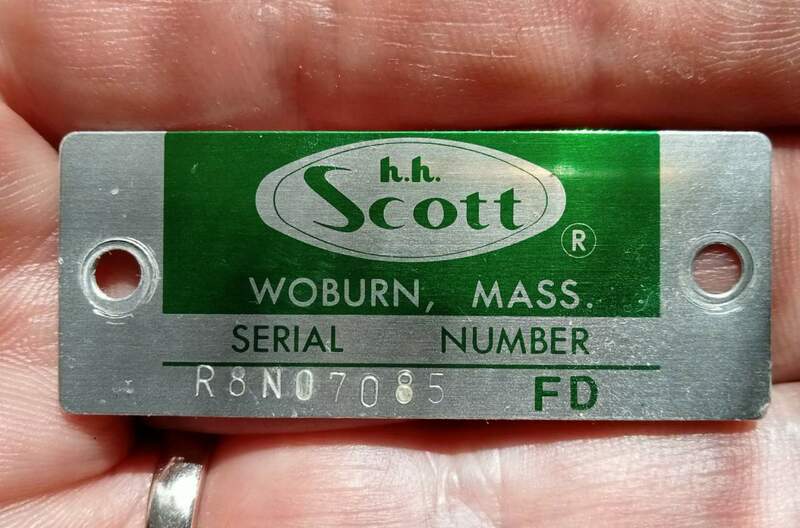 h.h.
Scott
®
WOBURN, MASS.
SERIAL NUMBER
R8N07085 FD